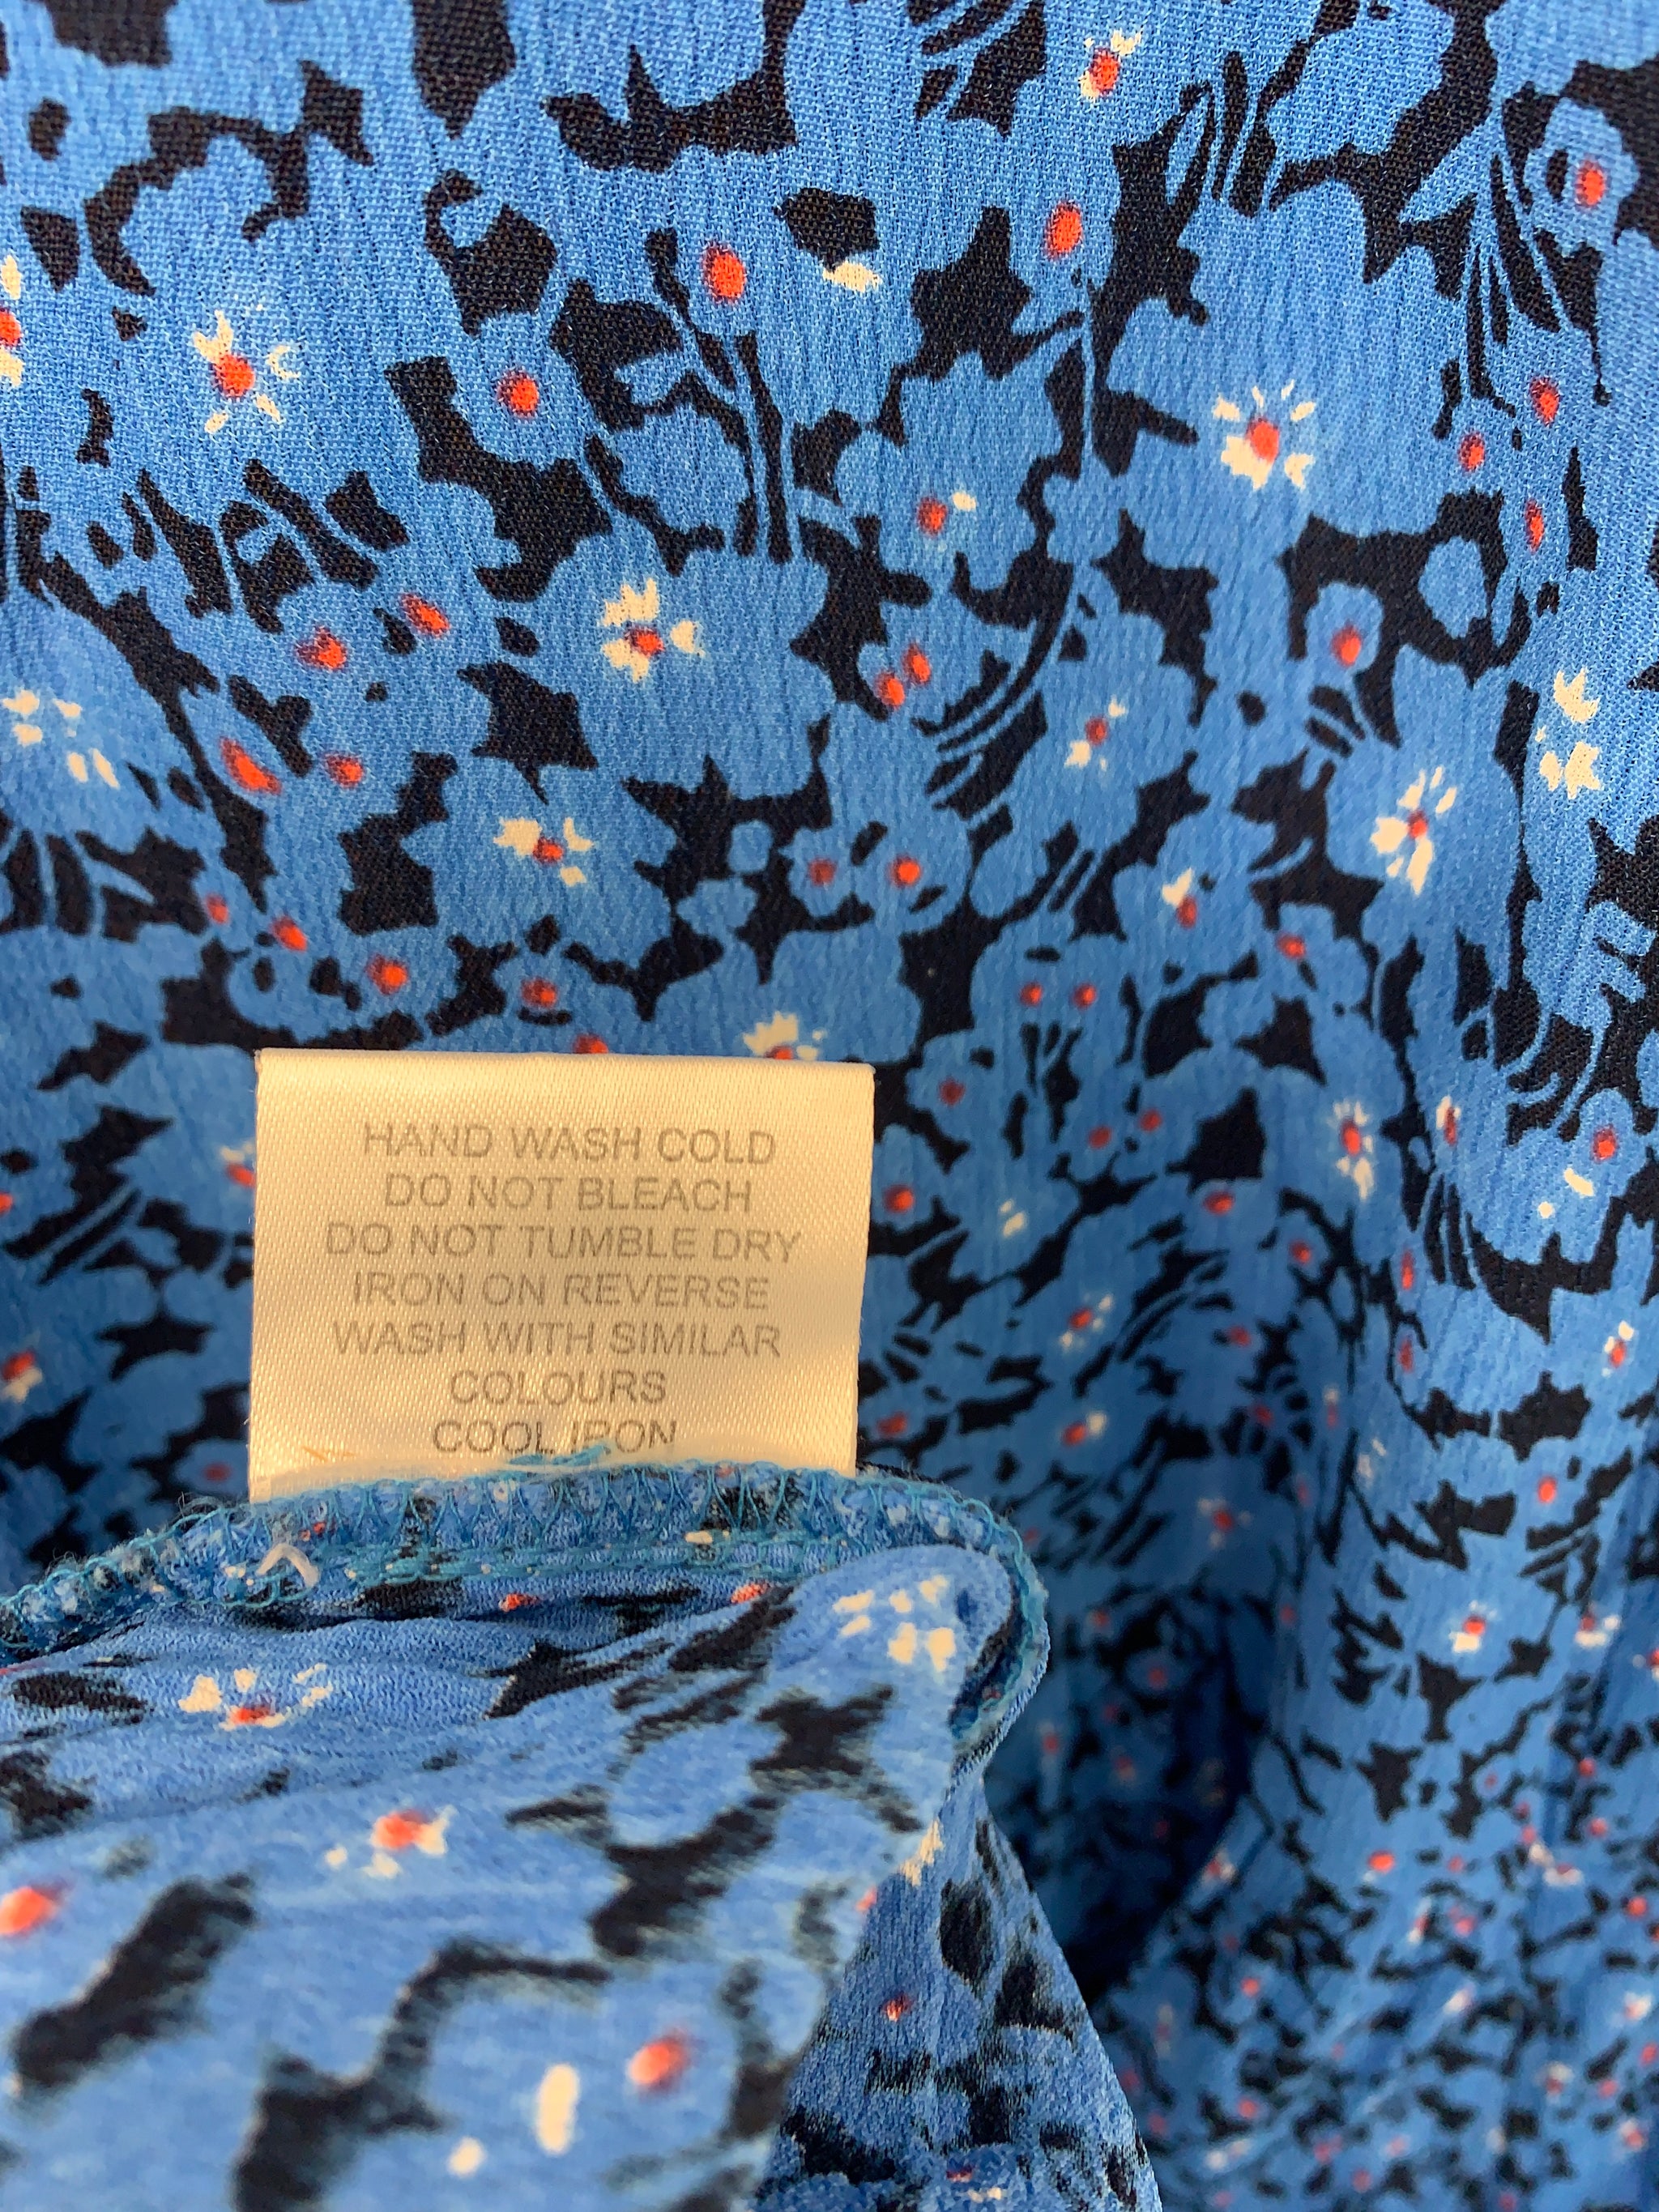 HAND WASH COLD
DO NOT BLEACH
DO NOT TUMBLE DRY
IRON ON REVERSE
WASH WITH SIMILAR
COLOURS
COOL IRON